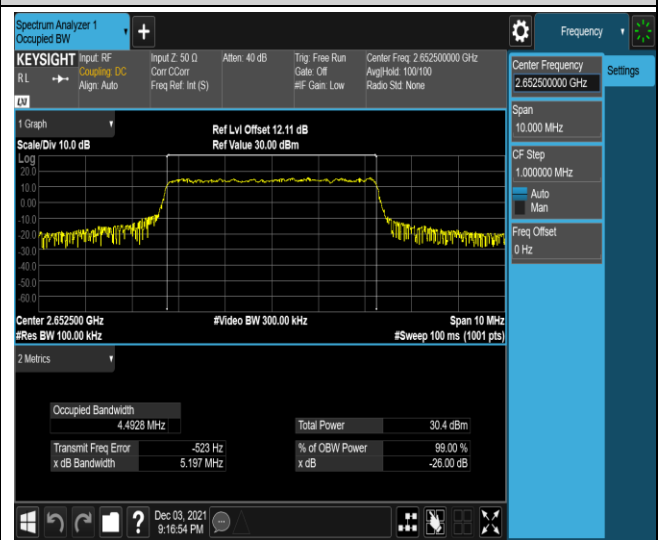 Spectrum Analyzer 1
Occupied BW
Frequency
KEYSIGHT
RL
LXI
Input: RF
Coupling: DC
Align: Auto
Input Z: 50 Ω
Corr CCorr
Freq Ref: Int (S)
Atten: 40 dB
Trig: Free Run
Gate: Off
#IF Gain: Low
Center Freq: 2.652500000 GHz
Avg|Hold: 100/100
Radio Std: None
Center Frequency
2.652500000 GHz
Settings
Span
10.000 MHz
CF Step
1.000000 MHz
Auto
Man
Freq Offset
0 Hz
1 Graph
Scale/Div 10.0 dB
Ref Lvl Offset 12.11 dB
Ref Value 30.00 dBm
Log
20.0
10.0
0.00
-10.0
-20.0
-30.0
-40.0
-50.0
-60.0
Center 2.652500 GHz
#Video BW 300.00 kHz
Span 10 MHz
#Res BW 100.00 kHz
#Sweep 100 ms (1001 pts)
2 Metrics
Occupied Bandwidth
4.4928 MHz
Total Power 30.4 dBm
Transmit Freq Error -523 Hz
% of OBW Power 99.00 %
x dB Bandwidth 5.197 MHz
x dB -26.00 dB
?
Dec 03, 2021
9:16:54 PM